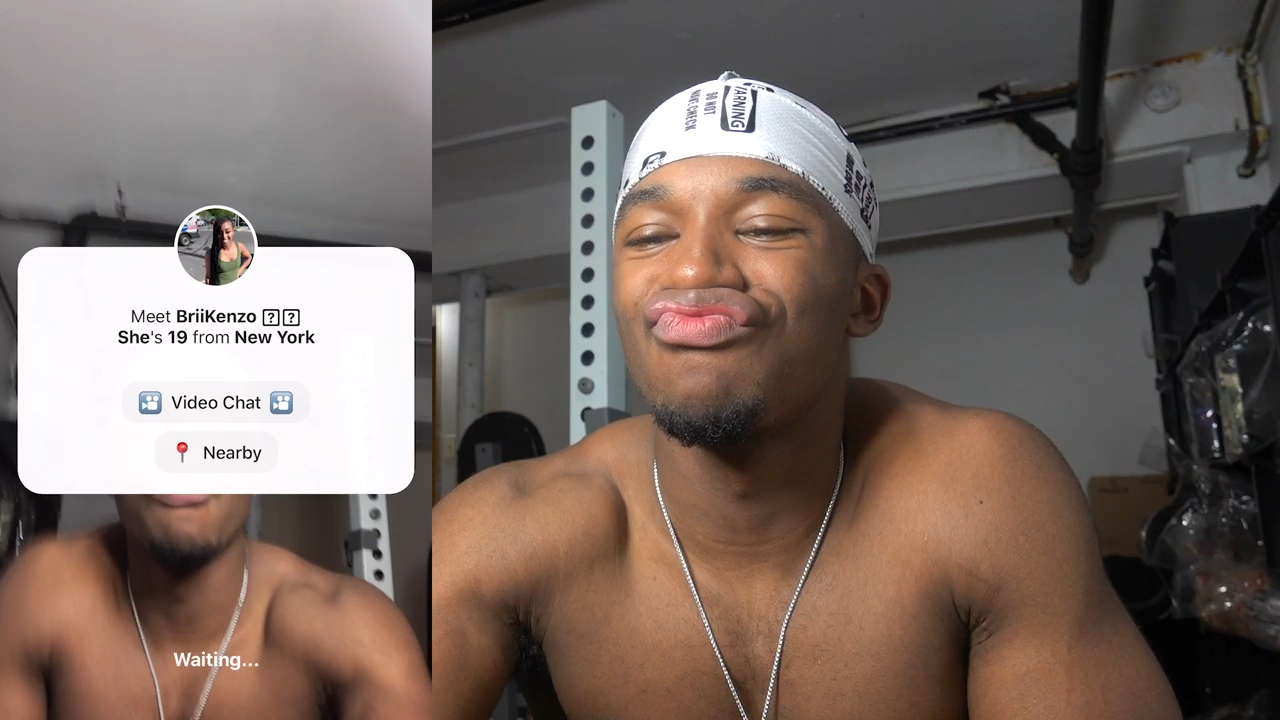 Meet BriiKenzo
She's 19 from New York
Video Chat
Nearby
Waiting...
WARNING
DO NOT